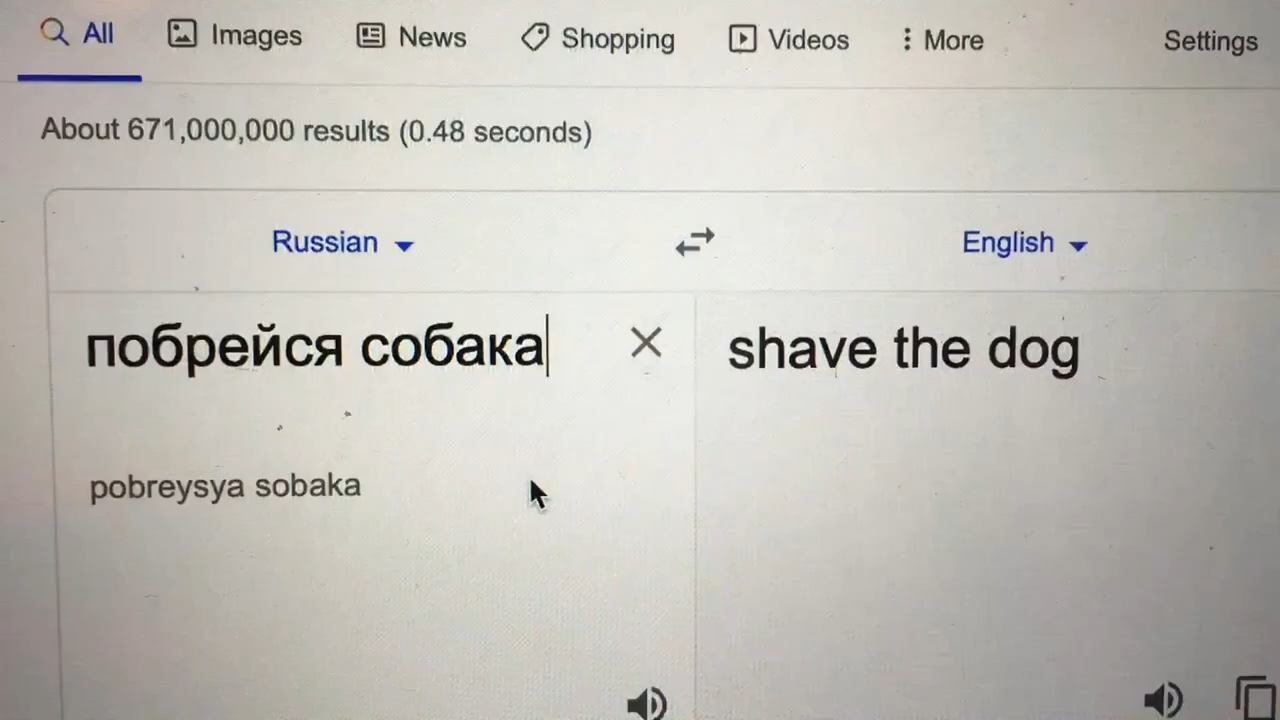 All Images News Shopping Videos More Settings
About 671,000,000 results (0.48 seconds)
Russian English
побрейся собака shave the dog
pobreysya sobaka